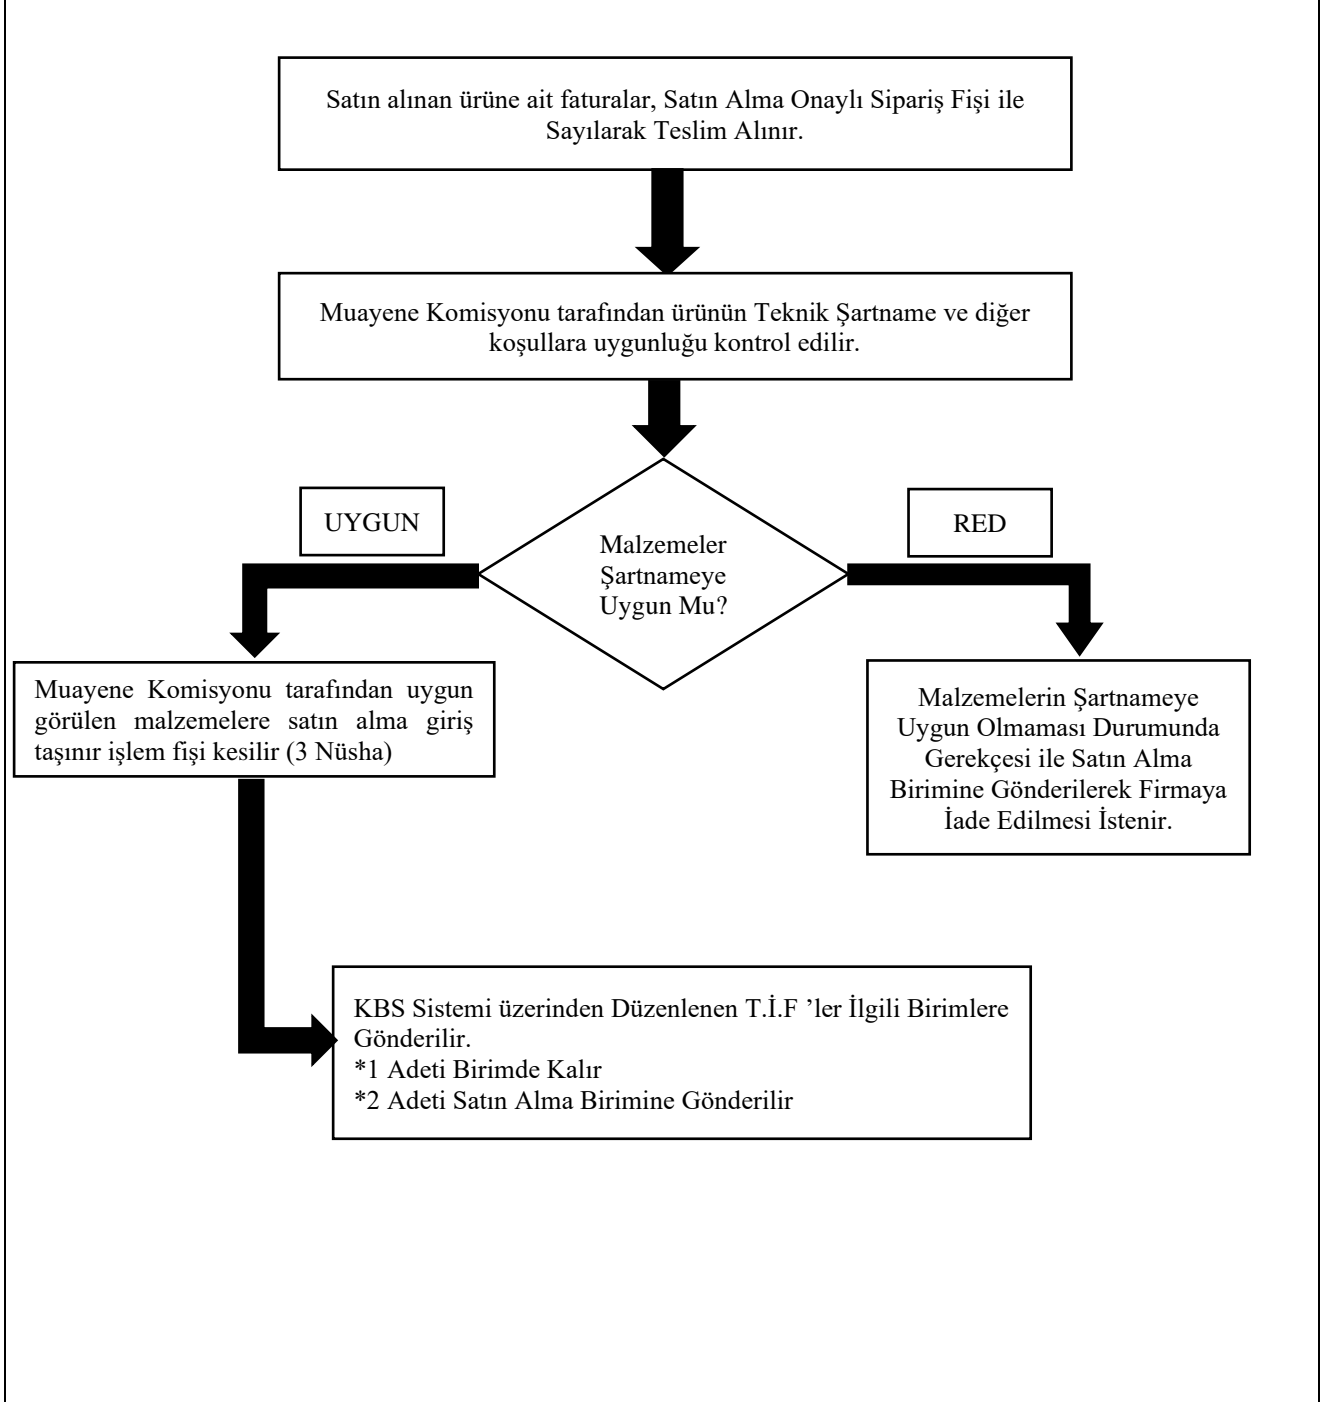 Satın alınan ürüne ait faturalar, Satın Alma Onaylı Sipariş Fişi ile
Sayılarak Teslim Alınır.
Muayene Komisyonu tarafından ürünün Teknik Şartname ve diğer
koşullara uygunluğu kontrol edilir.
UYGUN
RED
Malzemeler
Şartnameye
Uygun Mu?
Muayene Komisyonu tarafından uygun
görülen malzemelere satın alma giriş
taşınır işlem fişi kesilir (3 Nüsha)
Malzemelerin Şartnameye
Uygun Olmaması Durumunda
Gerekçesi ile Satın Alma
Birimine Gönderilerek Firmaya
İade Edilmesi İstenir.
KBS Sistemi üzerinden Düzenlenen T.İ.F ’ler İlgili Birimlere
Gönderilir.
*1 Adeti Birimde Kalır
*2 Adeti Satın Alma Birimine Gönderilir